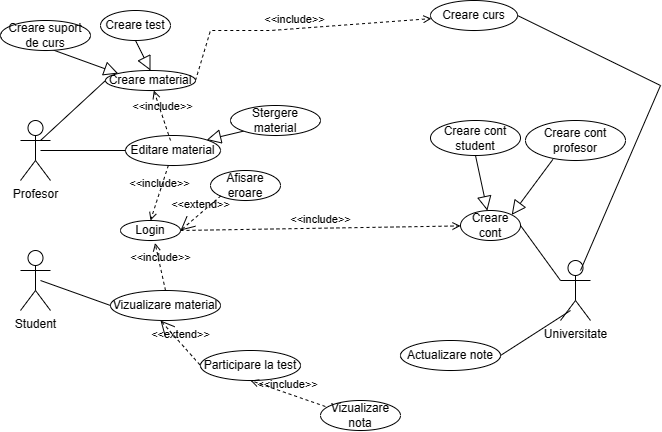 Creare curs
<<include>>
Creare test
Creare suport
de curs
Creare material
<<include>>
Stergere
material
Creare cont
student
Creare cont
profesor
Editare material
Profesor
<<include>>
Afisare
eroare
<<extend>>
Login
<<include>>
Creare
cont
<<include>>
Vizualizare material
Student
Universitate
<<extend>>
Participare la test
Actualizare note
<<include>>
Vizualizare
nota